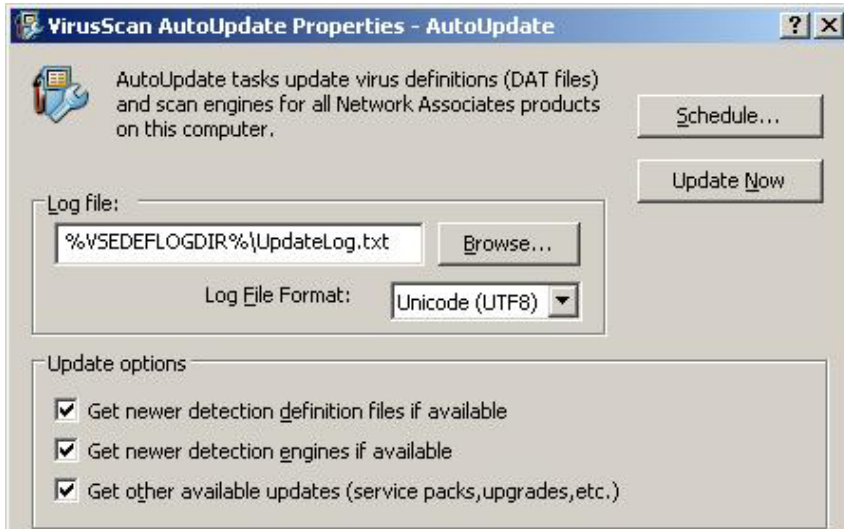 VirusScan AutoUpdate Properties - AutoUpdate
AutoUpdate tasks update virus definitions (DAT files)
and scan engines for all Network Associates products
on this computer.
Schedule...
Update Now
Log file:
%VSEDEFLOGDIR%\UpdateLog.txt
Browse...
Log File Format:
Unicode (UTF8)
Update options
Get newer detection definition files if available
Get newer detection engines if available
Get other available updates (service packs,upgrades,etc.)